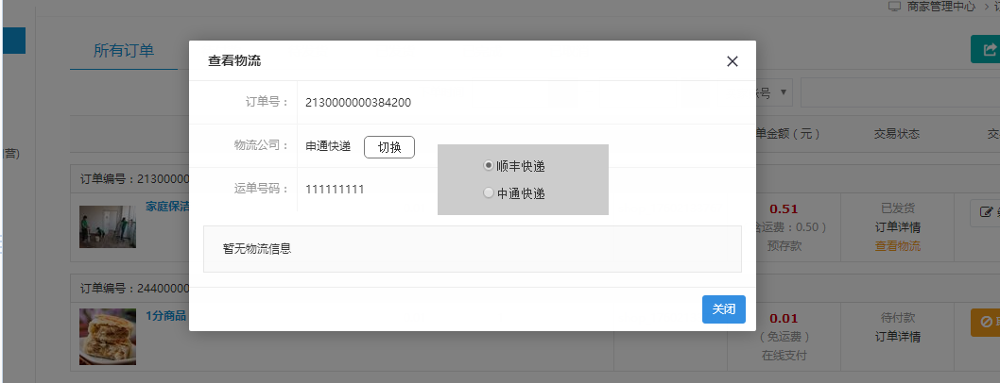 商家管理中心 >
所有订单
查看物流
订单号：
2130000000384200
账号
物流公司：
申通快递
切换
顺丰快递
中通快递
运单号码：
111111111
暂无物流信息
关闭
单金额（元）
交易状态
交
营)
订单编号：21300000
家庭保洁
0.51
含运费：0.50）
预存款
已发货
订单详情
查看物流
订单编号：24400000
1分商品
0.01
（免运费）
在线支付
待付款
订单详情